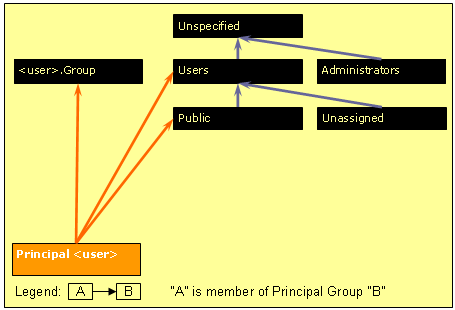 Unspecified
<user>.Group
Users
Administrators
Public
Unassigned
Principal <user>
Legend: A B "A" is member of Principal Group "B"